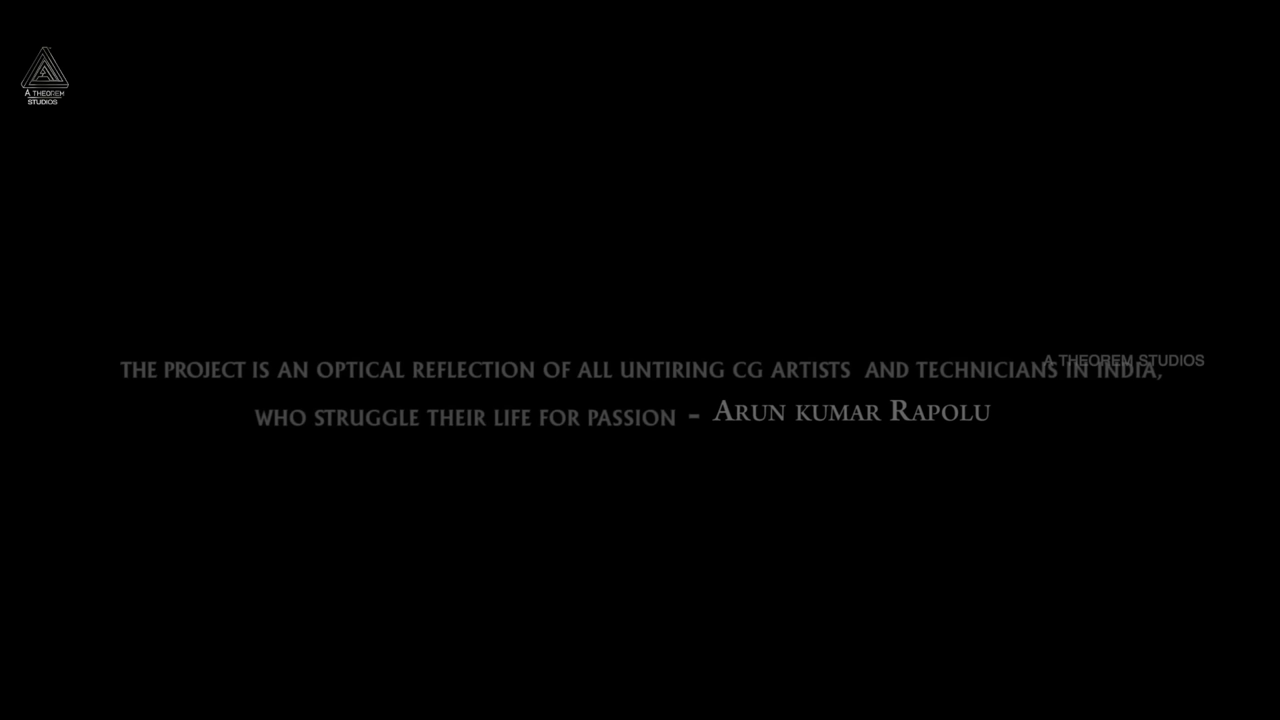 A THEOREM
STUDIOS
A THEOREM STUDIOS
THE PROJECT IS AN OPTICAL REFLECTION OF ALL UNTIRING CG ARTISTS AND TECHNICIANS IN INDIA,
WHO STRUGGLE THEIR LIFE FOR PASSION - ARUN KUMAR RAPOLU